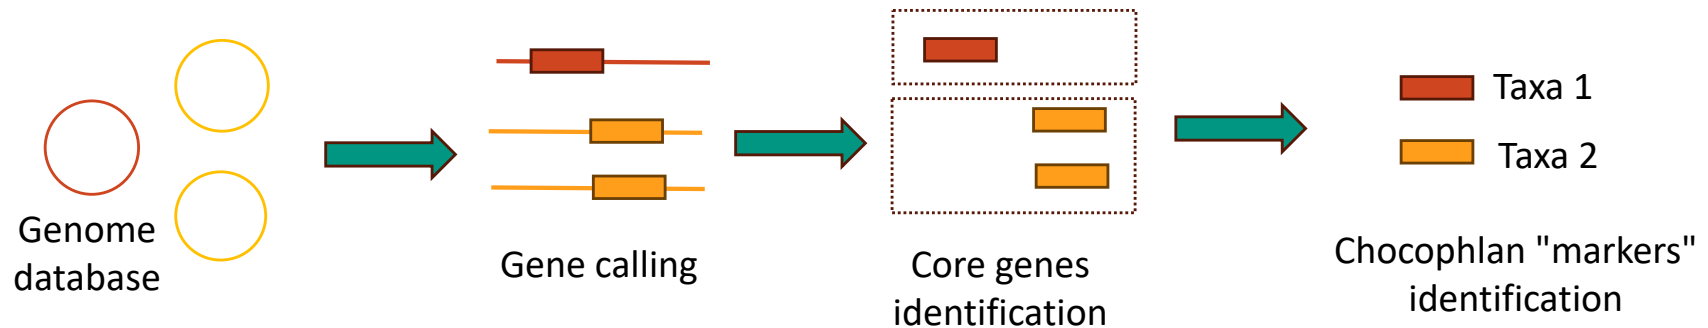 Genome
database
Gene calling
Core genes
identification
Taxa 1
Taxa 2
Chocophlan "markers"
identification